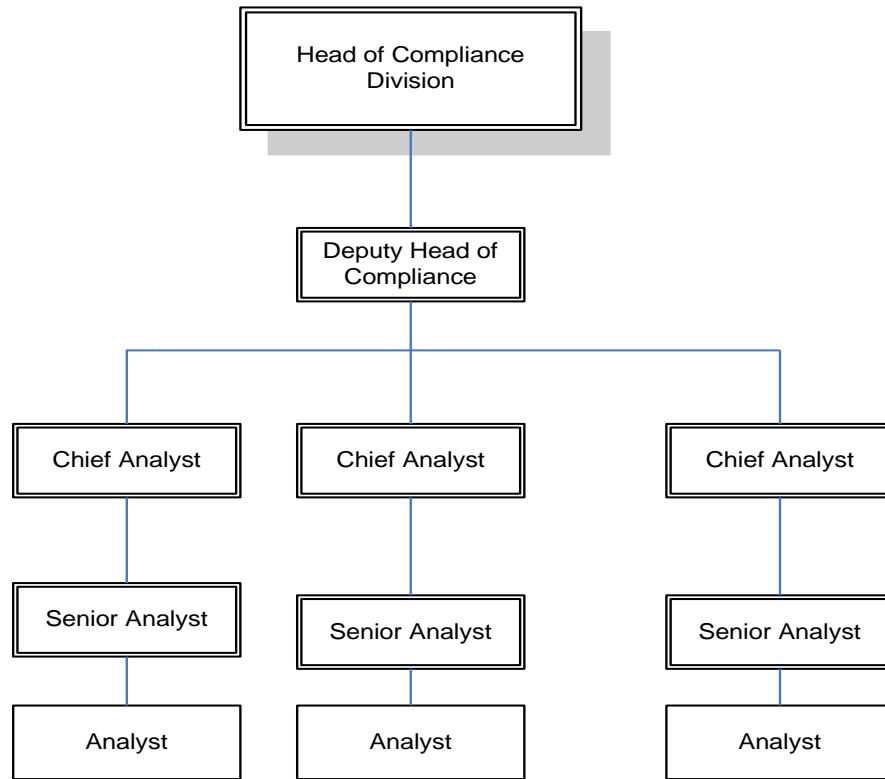 Head of Compliance
Division
Deputy Head of
Compliance
Chief Analyst
Chief Analyst
Chief Analyst
Senior Analyst
Senior Analyst
Senior Analyst
Analyst
Analyst
Analyst